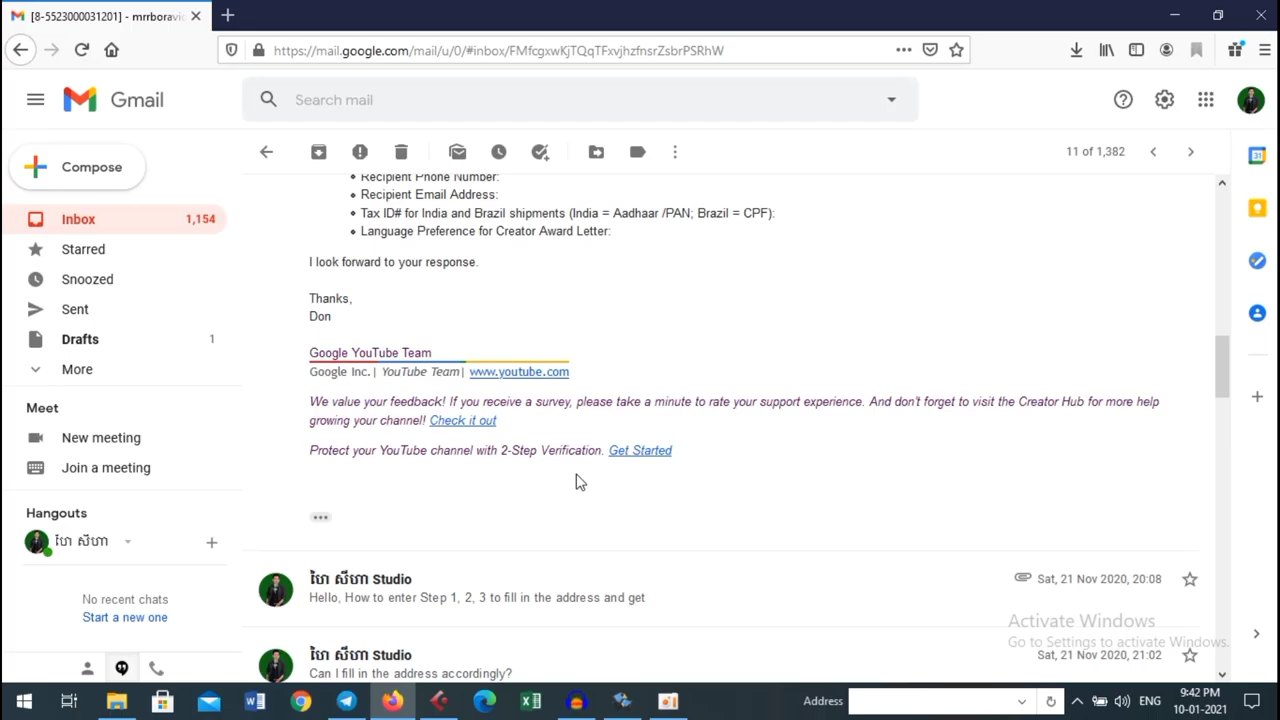 [8-5523000031201] - mrrboravic
https://mail.google.com/mail/u/0/#inbox/FMfcgxwKjTQqTFxvjhzfnsrZsbrPSRhW
Gmail
Search mail
Compose
11 of 1,382
Inbox 1,154
Starred
Snoozed
Sent
Drafts 1
More
Meet
New meeting
Join a meeting
Hangouts
ហៃ សីហា
No recent chats
Start a new one
• Recipient Phone Number:
• Recipient Email Address:
• Tax ID# for India and Brazil shipments (India = Aadhaar /PAN; Brazil = CPF):
• Language Preference for Creator Award Letter:
I look forward to your response.
Thanks,
Don
Google YouTube Team
Google Inc.| YouTube Team| www.youtube.com
We value your feedback! If you receive a survey, please take a minute to rate your support experience. And don't forget to visit the Creator Hub for more help
growing your channel! Check it out
Protect your YouTube channel with 2-Step Verification. Get Started
ហៃ សីហា Studio
Sat, 21 Nov 2020, 20:08
Hello, How to enter Step 1, 2, 3 to fill in the address and get
ហៃ សីហា Studio
Sat, 21 Nov 2020, 21:02
Can I fill in the address accordingly?
Activate Windows
Go to Settings to activate Windows.
31
Address
ENG
9:42 PM
10-01-2021